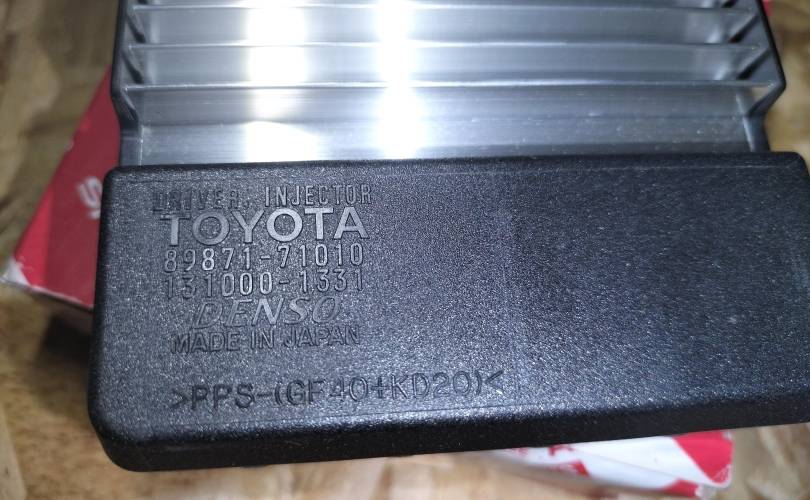 DRIVER, INJECTOR
TOYOTA
89871-71010
131000-1331
DENSO
MADE IN JAPAN
>PPS-(GF40+KD20)<